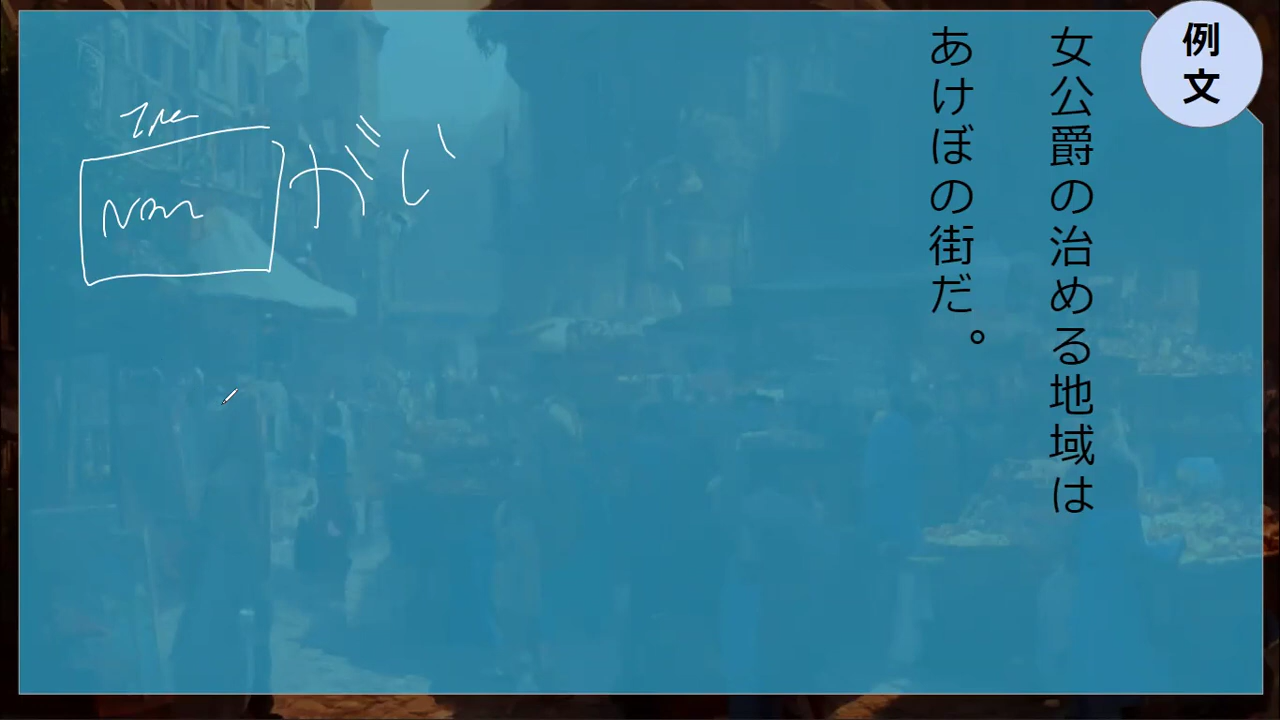 例文
女公爵の治める地域は
あけぼの街だ。
がい